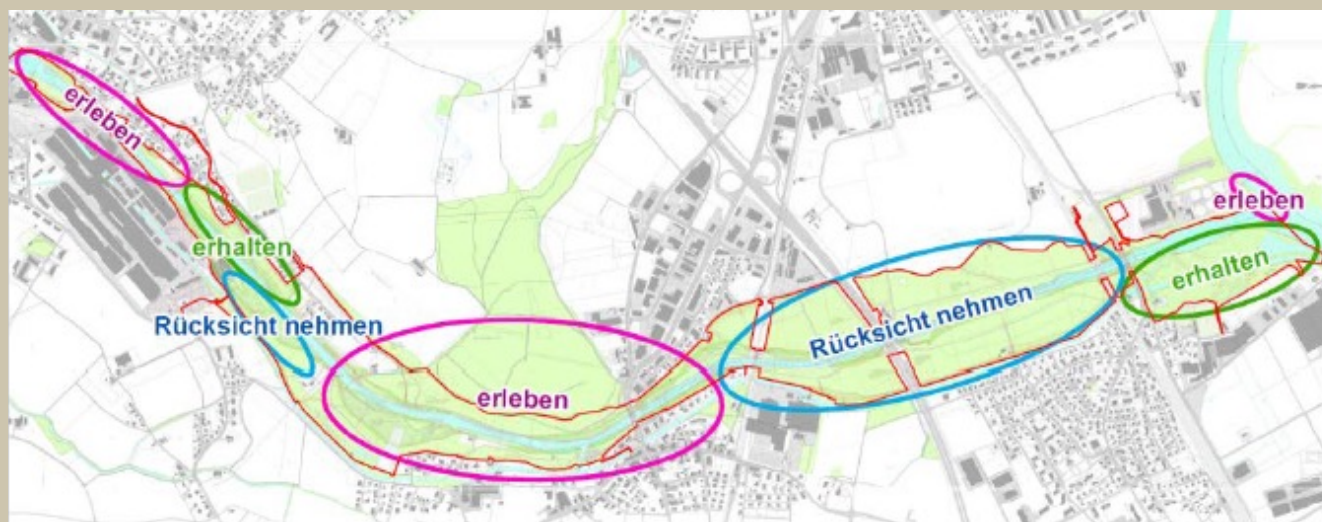 erleben
erhalten
Rücksicht nehmen
erleben
Rücksicht nehmen
erleben
erhalten